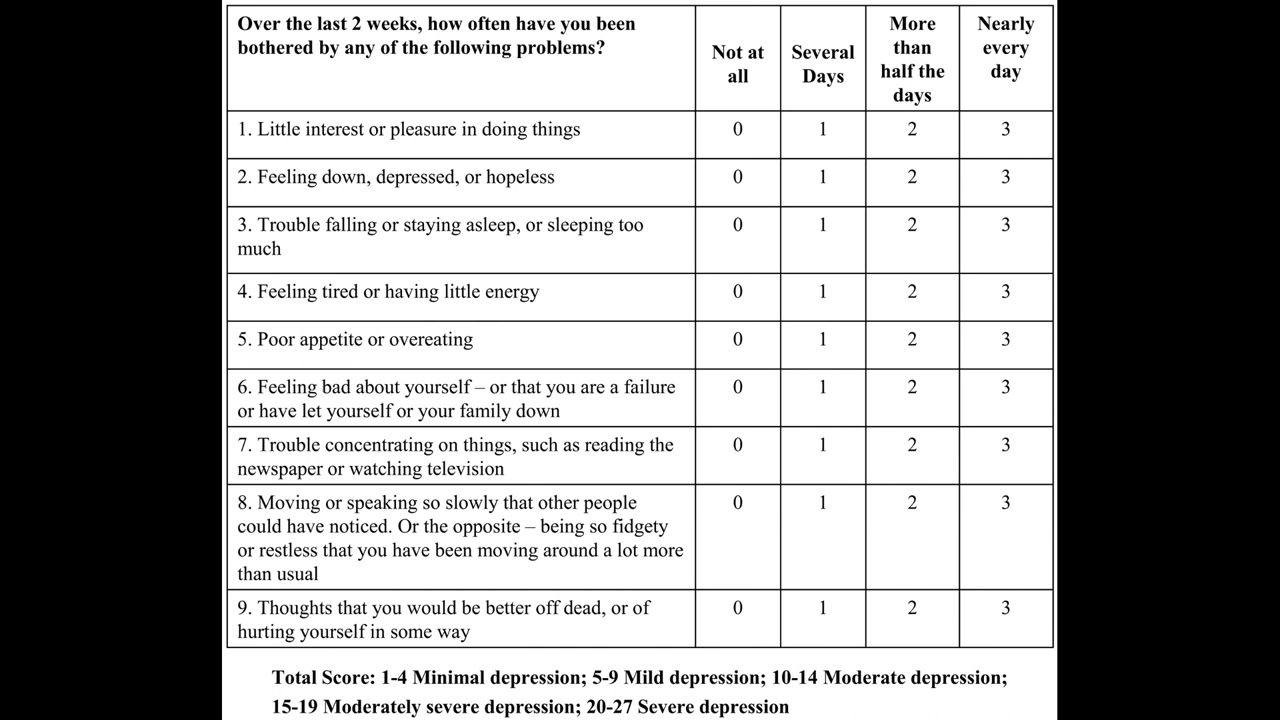 Over the last 2 weeks, how often have you been
bothered by any of the following problems?
Not at
all
Several
Days
More
than
half the
days
Nearly
every
day
1. Little interest or pleasure in doing things 0 1 2 3
2. Feeling down, depressed, or hopeless 0 1 2 3
3. Trouble falling or staying asleep, or sleeping too 0 1 2 3
much
4. Feeling tired or having little energy 0 1 2 3
5. Poor appetite or overeating 0 1 2 3
6. Feeling bad about yourself – or that you are a failure 0 1 2 3
or have let yourself or your family down
7. Trouble concentrating on things, such as reading the 0 1 2 3
newspaper or watching television
8. Moving or speaking so slowly that other people 0 1 2 3
could have noticed. Or the opposite – being so fidgety
or restless that you have been moving around a lot more
than usual
9. Thoughts that you would be better off dead, or of 0 1 2 3
hurting yourself in some way
Total Score: 1-4 Minimal depression; 5-9 Mild depression; 10-14 Moderate depression;
15-19 Moderately severe depression; 20-27 Severe depression